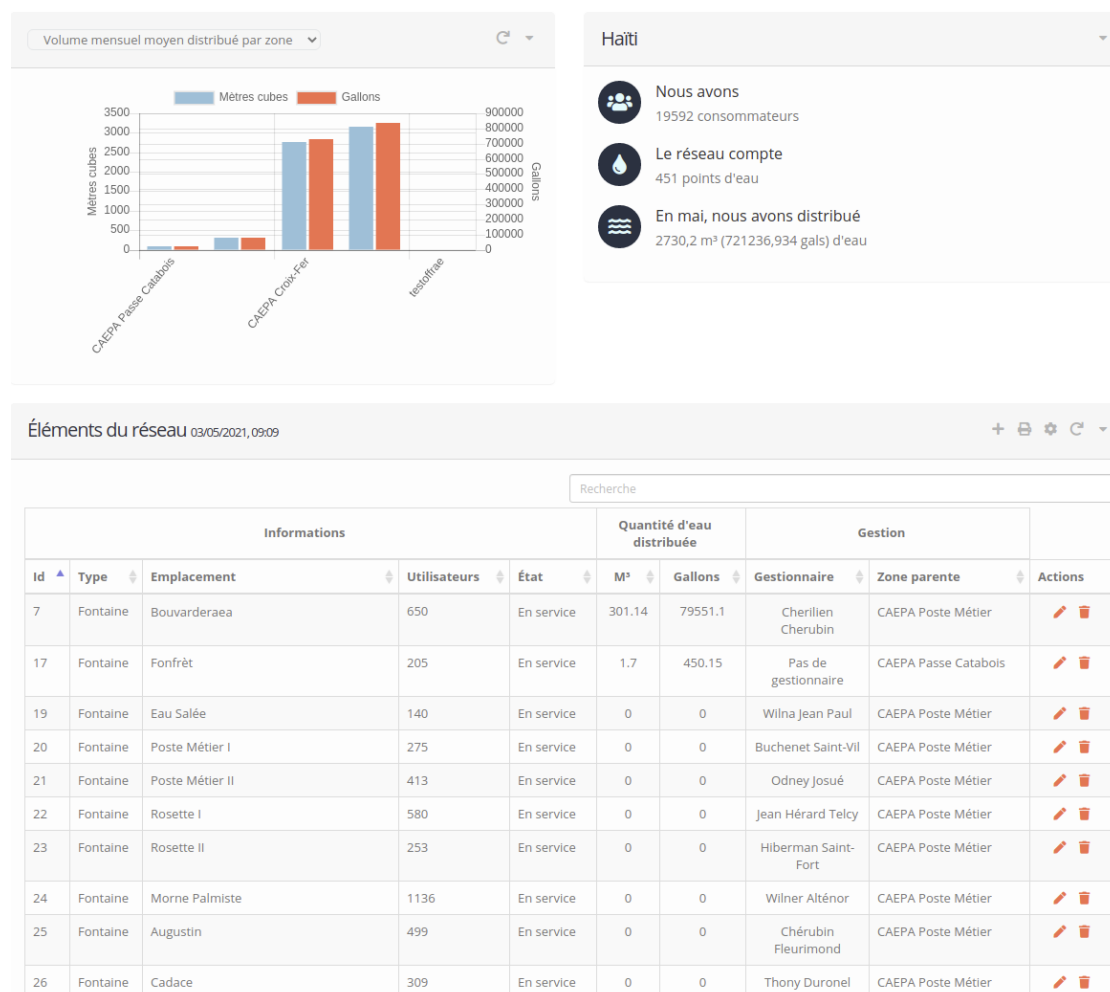 Volume mensuel moyen distribué par zone
Mètres cubes Gallons
3500 900000
3000 800000
2500 700000
2000 600000
1500 500000
1000 400000
500 300000
0 200000
100000
0
Mètres cubes
Gallons
CAEPA Passe Catabois
CAEPA Croix-Fer
testoffrae
Haïti
Nous avons
19592 consommateurs
Le réseau compte
451 points d'eau
En mai, nous avons distribué
2730,2 m³ (721236,934 gals) d'eau
Éléments du réseau 03/05/2021, 09:09
Recherche
Informations Quantité d'eau distribuée Gestion
Id Type Emplacement Utilisateurs État M³ Gallons Gestionnaire Zone parente Actions
7 Fontaine Bouvarderaea 650 En service 301.14 79551.1 Cherilien Cherubin CAEPA Poste Métier
17 Fontaine Fonfrèt 205 En service 1.7 450.15 Pas de gestionnaire CAEPA Passe Catabois
19 Fontaine Eau Salée 140 En service 0 0 Wilna Jean Paul CAEPA Poste Métier
20 Fontaine Poste Métier I 275 En service 0 0 Buchenet Saint-Vil CAEPA Poste Métier
21 Fontaine Poste Métier II 413 En service 0 0 Odney Josué CAEPA Poste Métier
22 Fontaine Rosette I 580 En service 0 0 Jean Hérard Telcy CAEPA Poste Métier
23 Fontaine Rosette II 253 En service 0 0 Hiberman Saint-Fort CAEPA Poste Métier
24 Fontaine Morne Palmiste 1136 En service 0 0 Wilner Alténor CAEPA Poste Métier
25 Fontaine Augustin 499 En service 0 0 Chérubin Fleurimond CAEPA Poste Métier
26 Fontaine Cadace 309 En service 0 0 Thony Duronel CAEPA Poste Métier